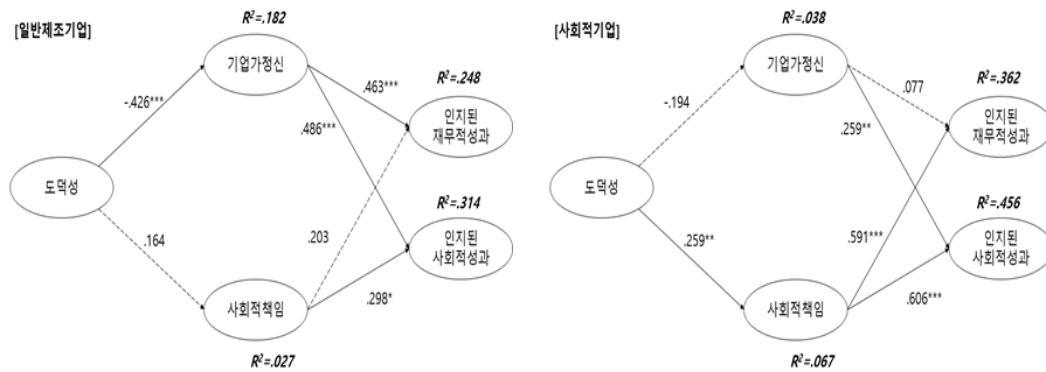 [일반제조기업]
R²=.182
기업가정신
-.426***
.463***
R²=.248
인지된
재무적성과
.486***
도덕성
R²=.314
.164
.203
인지된
사회적성과
.298*
사회적책임
R²=.027
[사회적기업]
R²=.038
기업가정신
-.194
.077
R²=.362
인지된
재무적성과
.259**
도덕성
R²=.456
.259**
.591***
인지된
사회적성과
.606***
사회적책임
R²=.067